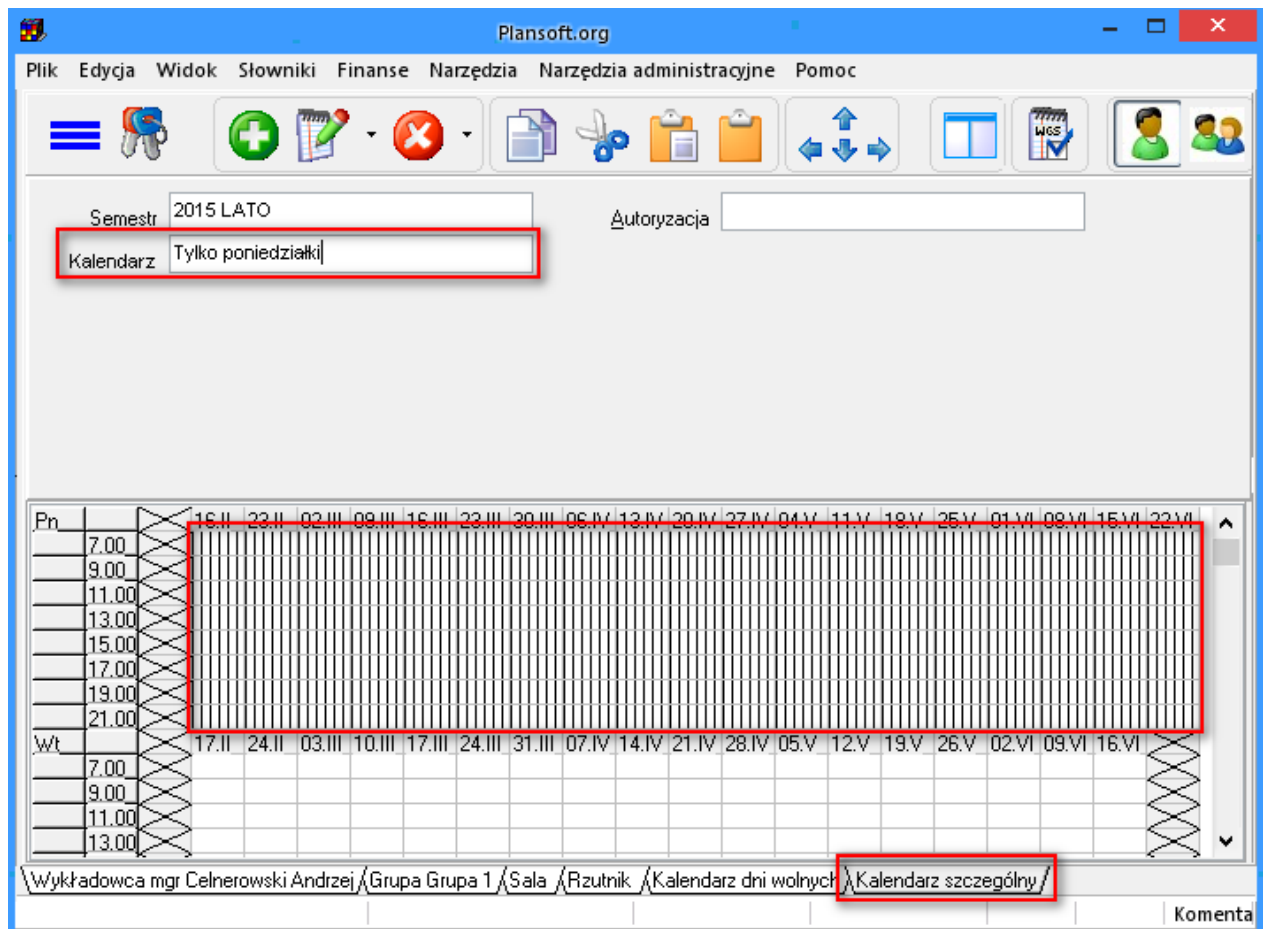 Plansoft.org
Plik Edycja Widok Słowniki Finanse Narzędzia Narzędzia administracyjne Pomoc
WGS
Semestr 2015 LATO Autoryzacja
Kalendarz Tylko poniedziałki
Pn 16.II 23.II 02.III 09.III 16.III 23.III 30.III 06.IV 13.IV 20.IV 27.IV 04.V 11.V 18.V 25.V 01.VI 08.VI 15.VI 22.VI
7.00
9.00
11.00
13.00
15.00
17.00
19.00
21.00
Wt 17.II 24.II 03.III 10.III 17.III 24.III 31.III 07.IV 14.IV 21.IV 28.IV 05.V 12.V 19.V 26.V 02.VI 09.VI 16.VI
7.00
9.00
11.00
13.00
Wykładowca mgr Celnerowski Andrzej Grupa Grupa 1 Sala Rzutnik Kalendarz dni wolnych Kalendarz szczególny
Komenta